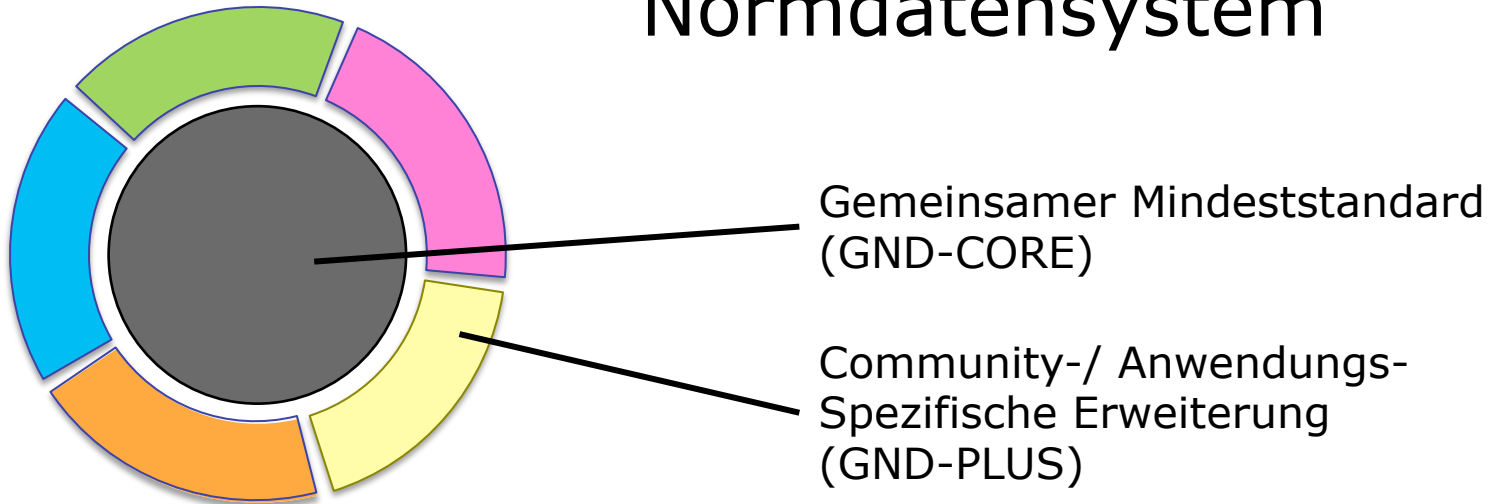 Normdatensystem
Gemeinsamer Mindeststandard
(GND-CORE)
Community-/ Anwendungs-
Spezifische Erweiterung
(GND-PLUS)